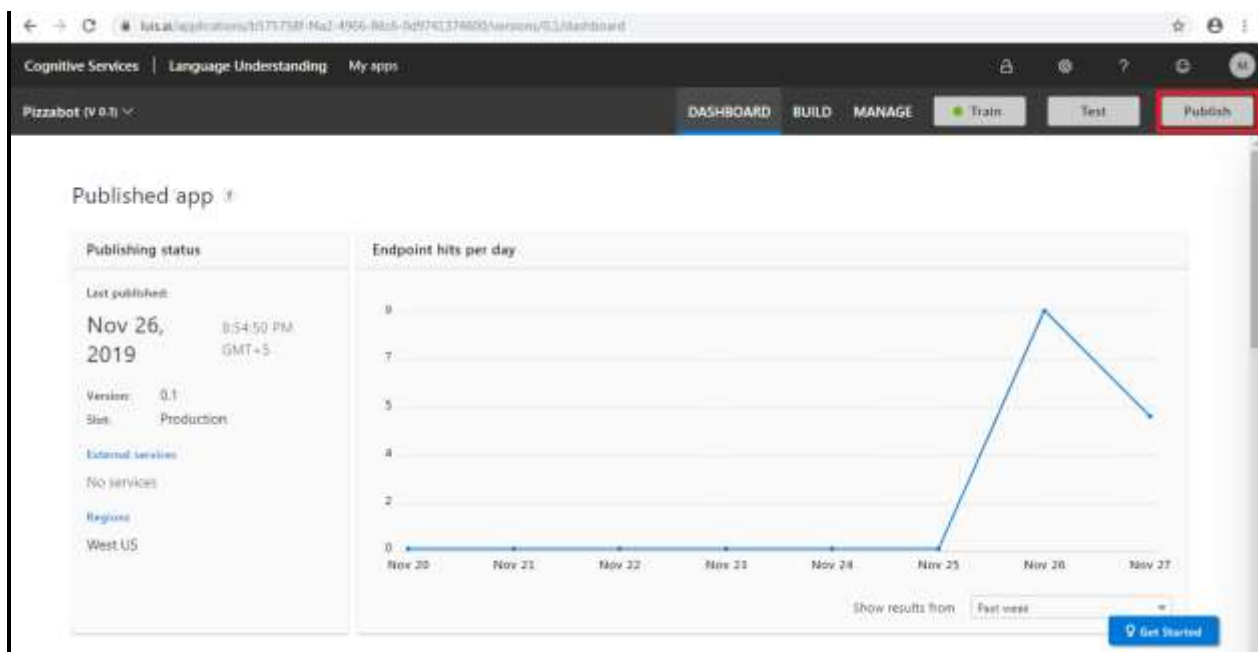 Cognitive Services | Language Understanding My apps
M
Pizzabot (V 0.1)
DASHBOARD BUILD MANAGE Train Test Publish
Published app
Publishing status
Endpoint hits per day
Last published:
Nov 26, 2019
8:54:50 PM GMT+5
Version: 0.1
Slot: Production
External services
No services
Regions
West US
9
7
5
4
2
0
Nov 20 Nov 21 Nov 22 Nov 23 Nov 24 Nov 25 Nov 26 Nov 27
Show results from Past week
Get Started